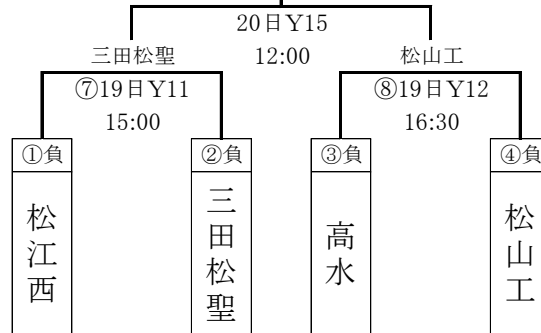 20日Y15
三田松聖 12:00 松山工
⑦19日Y11 ⑧19日Y12
15:00 16:30
①負 ②負 ③負 ④負
松江西
三田松聖
高水
松山工